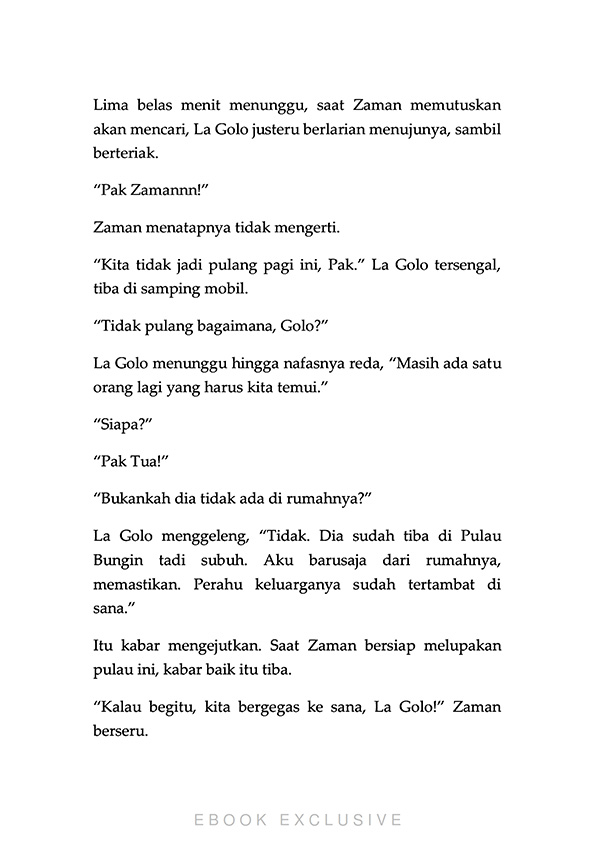 Lima belas menit menunggu, saat Zaman memutuskan
akan mencari, La Golo justeru berlarian menujunya, sambil
berteriak.
“Pak Zamannn!”
Zaman menatapnya tidak mengerti.
“Kita tidak jadi pulang pagi ini, Pak.” La Golo tersengal,
tiba di samping mobil.
“Tidak pulang bagaimana, Golo?”
La Golo menunggu hingga nafasnya reda, “Masih ada satu
orang lagi yang harus kita temui.”
“Siapa?”
“Pak Tua!”
“Bukankah dia tidak ada di rumahnya?”
La Golo menggeleng, “Tidak. Dia sudah tiba di Pulau
Bungin tadi subuh. Aku barusaja dari rumahnya,
memastikan. Perahu keluarganya sudah tertambat di
sana.”
Itu kabar mengejutkan. Saat Zaman bersiap melupakan
pulau ini, kabar baik itu tiba.
“Kalau begitu, kita bergegas ke sana, La Golo!” Zaman
berseru.
EBOOK EXCLUSIVE